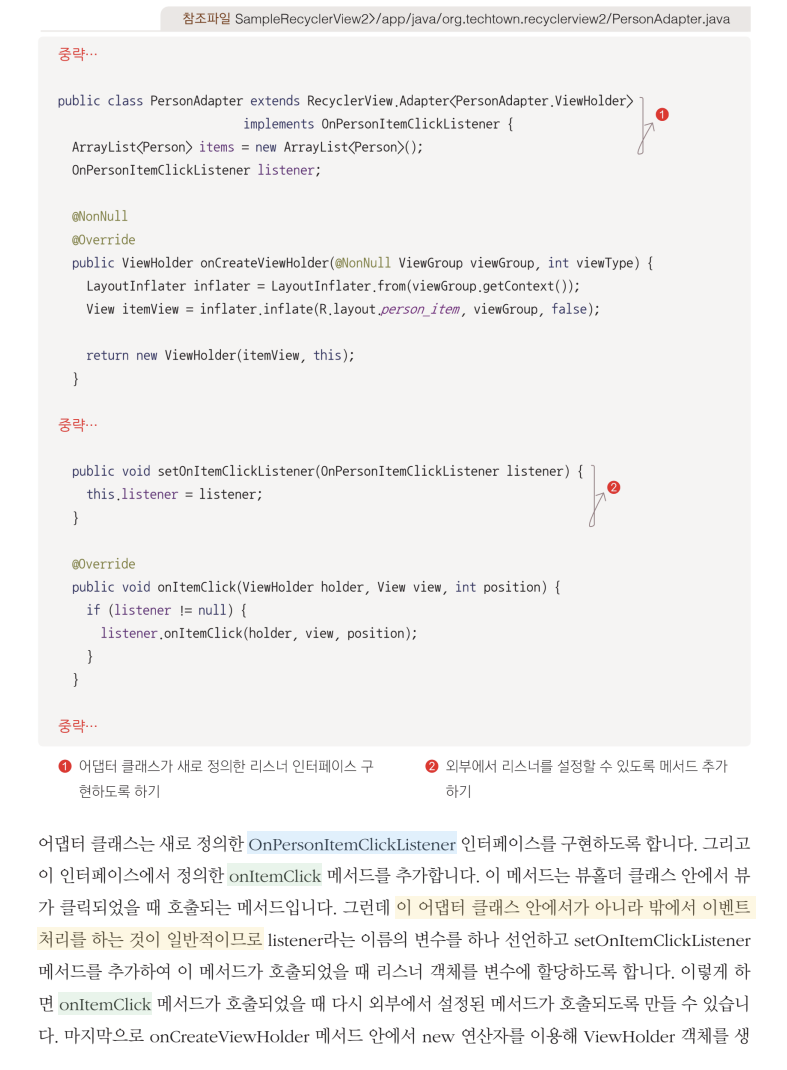 참조파일 SampleRecyclerView2>/app/java/org.techtown.recyclerview2/PersonAdapter.java
중략…
public class PersonAdapter extends RecyclerView.Adapter<PersonAdapter.ViewHolder>
implements OnPersonItemClickListener {
❶
ArrayList<Person> items = new ArrayList<Person>();
OnPersonItemClickListener listener;
@NonNull
@Override
public ViewHolder onCreateViewHolder(@NonNull ViewGroup viewGroup, int viewType) {
LayoutInflater inflater = LayoutInflater.from(viewGroup.getContext());
View itemView = inflater.inflate(R.layout.person_item, viewGroup, false);
return new ViewHolder(itemView, this);
}
중략…
public void setOnItemClickListener(OnPersonItemClickListener listener) {
this.listener = listener;
❷
}
@Override
public void onItemClick(ViewHolder holder, View view, int position) {
if (listener != null) {
listener.onItemClick(holder, view, position);
}
}
중략…
❶ 어댑터 클래스가 새로 정의한 리스너 인터페이스 구
현하도록 하기
❷ 외부에서 리스너를 설정할 수 있도록 메서드 추가
하기
어댑터 클래스는 새로 정의한 OnPersonItemClickListener 인터페이스를 구현하도록 합니다. 그리고
이 인터페이스에서 정의한 onItemClick 메서드를 추가합니다. 이 메서드는 뷰홀더 클래스 안에서 뷰
가 클릭되었을 때 호출되는 메서드입니다. 그런데 이 어댑터 클래스 안에서가 아니라 밖에서 이벤트
처리를 하는 것이 일반적이므로 listener라는 이름의 변수를 하나 선언하고 setOnItemClickListener
메서드를 추가하여 이 메서드가 호출되었을 때 리스너 객체를 변수에 할당하도록 합니다. 이렇게 하
면 onItemClick 메서드가 호출되었을 때 다시 외부에서 설정된 메서드가 호출되도록 만들 수 있습니
다. 마지막으로 onCreateViewHolder 메서드 안에서 new 연산자를 이용해 ViewHolder 객체를 생